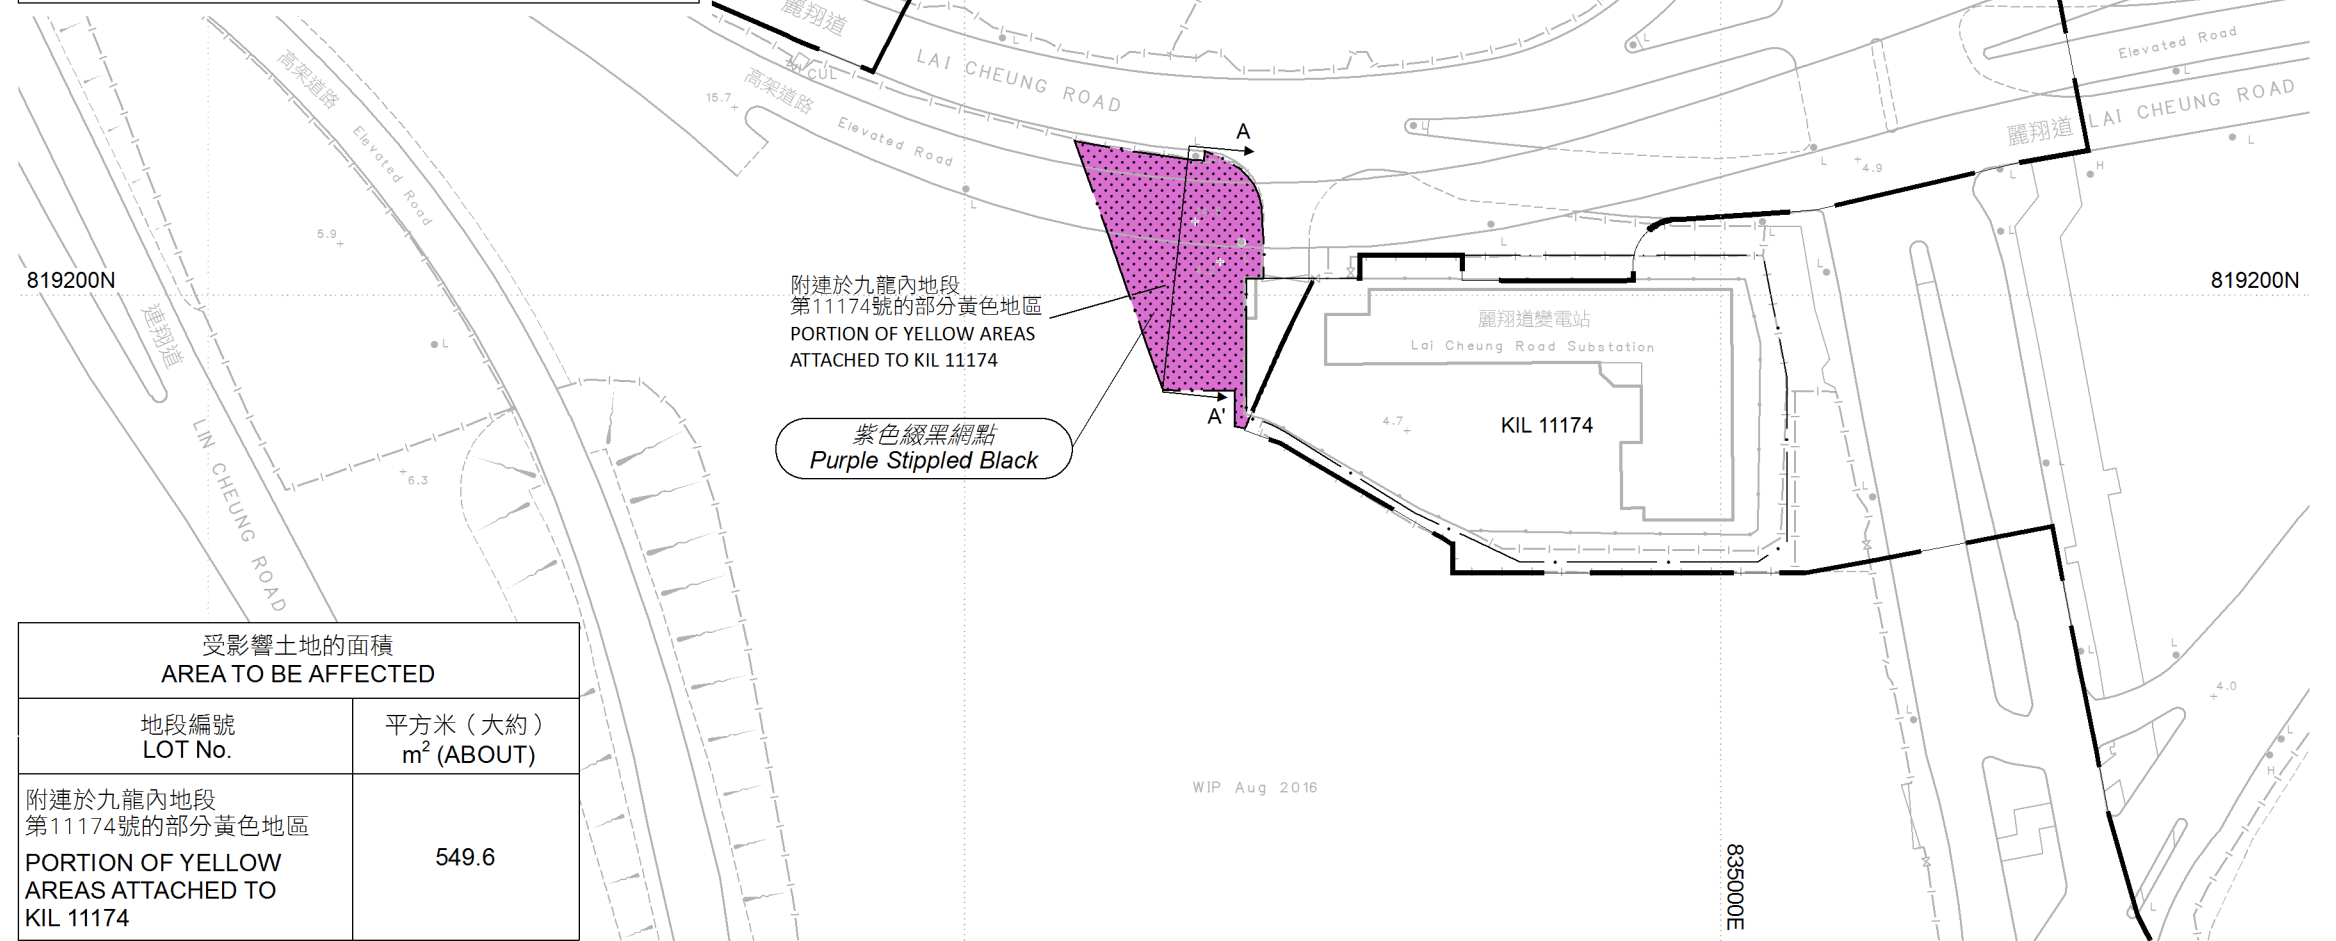 麗翔道
LAI CHEUNG ROAD
高架道路
Elevated Road
CUL
15.7
L
A
L
高架道路
Elevated Road
L
L
L
L
L
4.9
Elevated Road
L
麗翔道
LAI CHEUNG ROAD
L
H
L
L
L
L
L
5.9
819200N
819200N
附連於九龍內地段
第11174號的部分黃色地區
PORTION OF YELLOW AREAS
ATTACHED TO KIL 11174
麗翔道變電站
Lai Cheung Road Substation
連翔道
L
A'
4.7
KIL 11174
紫色綴黑網點
Purple Stippled Black
LIN CHEUNG ROAD
6.3
L
L
受影響土地的面積
AREA TO BE AFFECTED
地段編號
LOT No.
平方米（大約）
m² (ABOUT)
附連於九龍內地段
第11174號的部分黃色地區
PORTION OF YELLOW
AREAS ATTACHED TO
KIL 11174
549.6
L
L
4.0
L
L
H
WIP Aug 2016
835000E
L